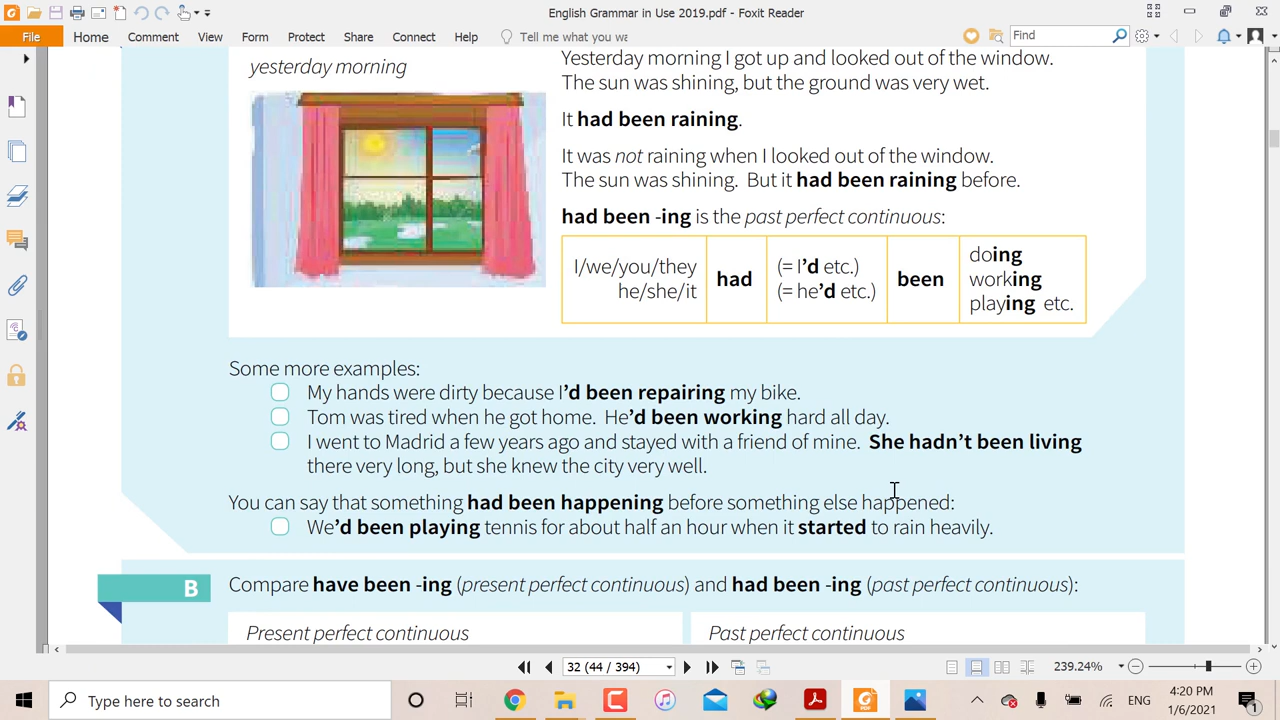 English Grammar in Use 2019.pdf - Foxit Reader
File Home Comment View Form Protect Share Connect Help Tell me what you wa Find
yesterday morning
Yesterday morning I got up and looked out of the window.
The sun was shining, but the ground was very wet.
It had been raining.
It was not raining when I looked out of the window.
The sun was shining. But it had been raining before.
had been -ing is the past perfect continuous:
I/we/you/they
he/she/it
had
(= I'd etc.)
(= he'd etc.)
been
doing
working
playing etc.
Some more examples:
My hands were dirty because I'd been repairing my bike.
Tom was tired when he got home. He'd been working hard all day.
I went to Madrid a few years ago and stayed with a friend of mine. She hadn't been living
there very long, but she knew the city very well.
You can say that something had been happening before something else happened:
We'd been playing tennis for about half an hour when it started to rain heavily.
B
Compare have been -ing (present perfect continuous) and had been -ing (past perfect continuous):
Present perfect continuous
Past perfect continuous
32 (44 / 394)
239.24%
Type here to search
ENG
4:20 PM
1/6/2021
1